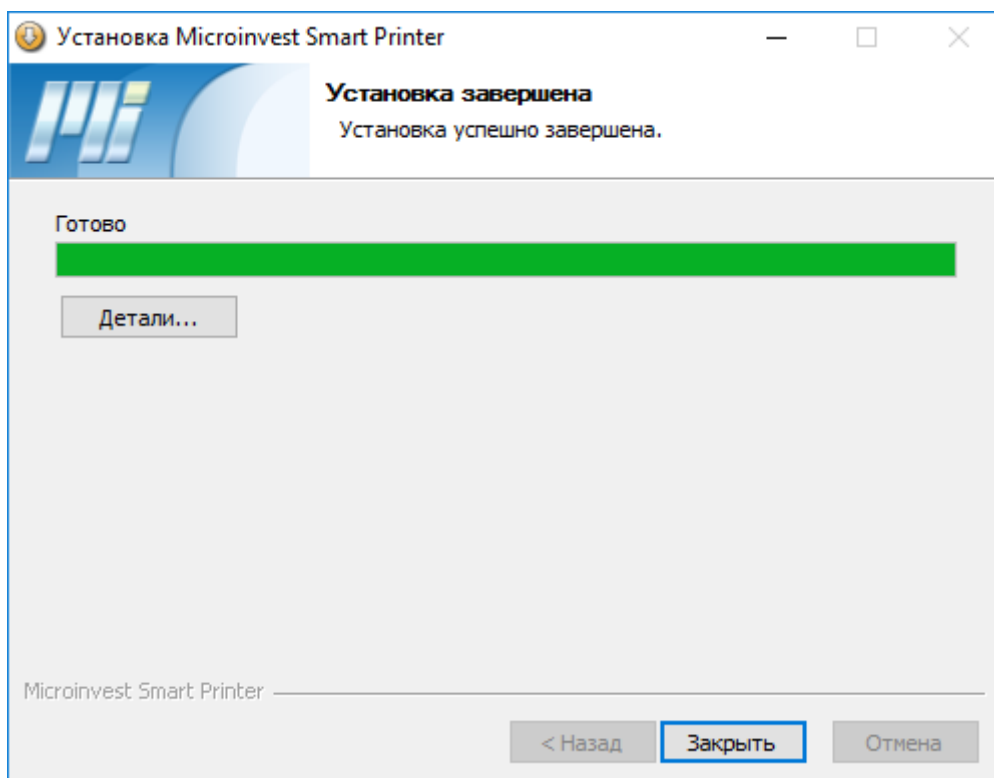 Установка Microinvest Smart Printer
Установка завершена
Установка успешно завершена.
Готово
Детали...
Microinvest Smart Printer
< Назад
Закрыть
Отмена